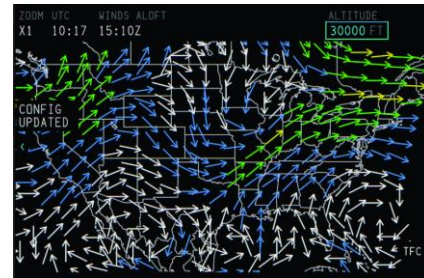 ZOOM UTC WINDS ALOFT ALTITUDE
X1 10:17 15:10Z 30000 FT
CONFIG
UPDATED
TFC